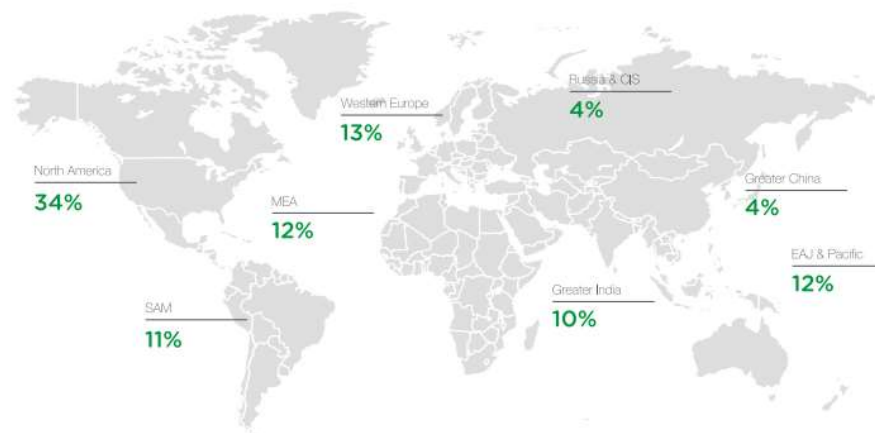 Russia & CIS
4%
Western Europe
13%
North America
34%
Greater China
4%
MEA
12%
EAJ & Pacific
12%
Greater India
10%
SAM
11%